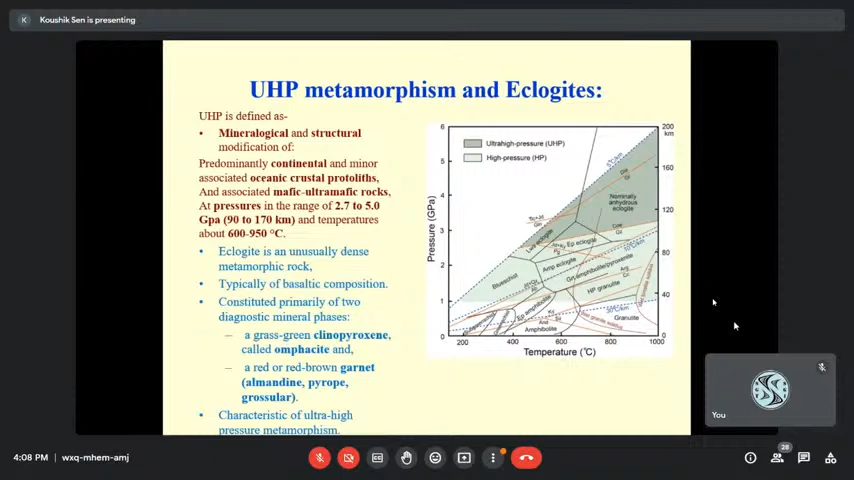 K Koushik Sen is presenting
UHP metamorphism and Eclogites:
UHP is defined as-
• Mineralogical and structural
modification of:
Predominantly continental and minor
associated oceanic crustal protoliths,
And associated mafic-ultramafic rocks,
At pressures in the range of 2.7 to 5.0
Gpa (90 to 170 km) and temperatures
about 600-950 °C.
• Eclogite is an unusually dense
metamorphic rock,
• Typically of basaltic composition.
• Constituted primarily of two
diagnostic mineral phases:
– a grass-green clinopyroxene,
called omphacite and,
– a red or red-brown garnet
(almandine, pyrope,
grossular).
• Characteristic of ultra-high
pressure metamorphism.
Ultrahigh-pressure (UHP)
High-pressure (HP)
Pressure (GPa)
6
5
4
3
2
1
0
200
km
160
120
80
40
0
5°C/km
Nominally
anhydrous
eclogite
Ep eclogite
Amp eclogite
Blueschist
HP granulite
Granulite
Amphibolite
Ep amphibolite
200
400
600
800
1000
Temperature (°C)
You
4:08 PM | wxq-mhem-amj
28